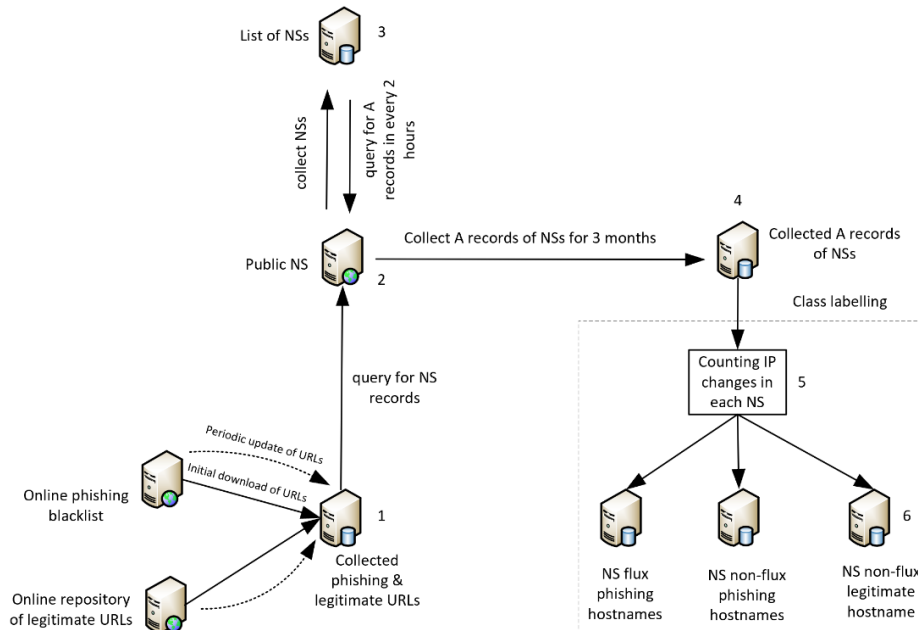 List of NSs
3
collect NSs
query for A
records in every 2
hours
Public NS
2
Collect A records of NSs for 3 months
4
Collected A records
of NSs
Class labelling
Counting IP
changes in
each NS
5
query for NS
records
Periodic update of URLs
Initial download of URLs
Online phishing
blacklist
1
Collected
phishing &
legitimate URLs
Online repository
of legitimate URLs
6
NS flux
phishing
hostnames
NS non-flux
phishing
hostnames
NS non-flux
legitimate
hostname